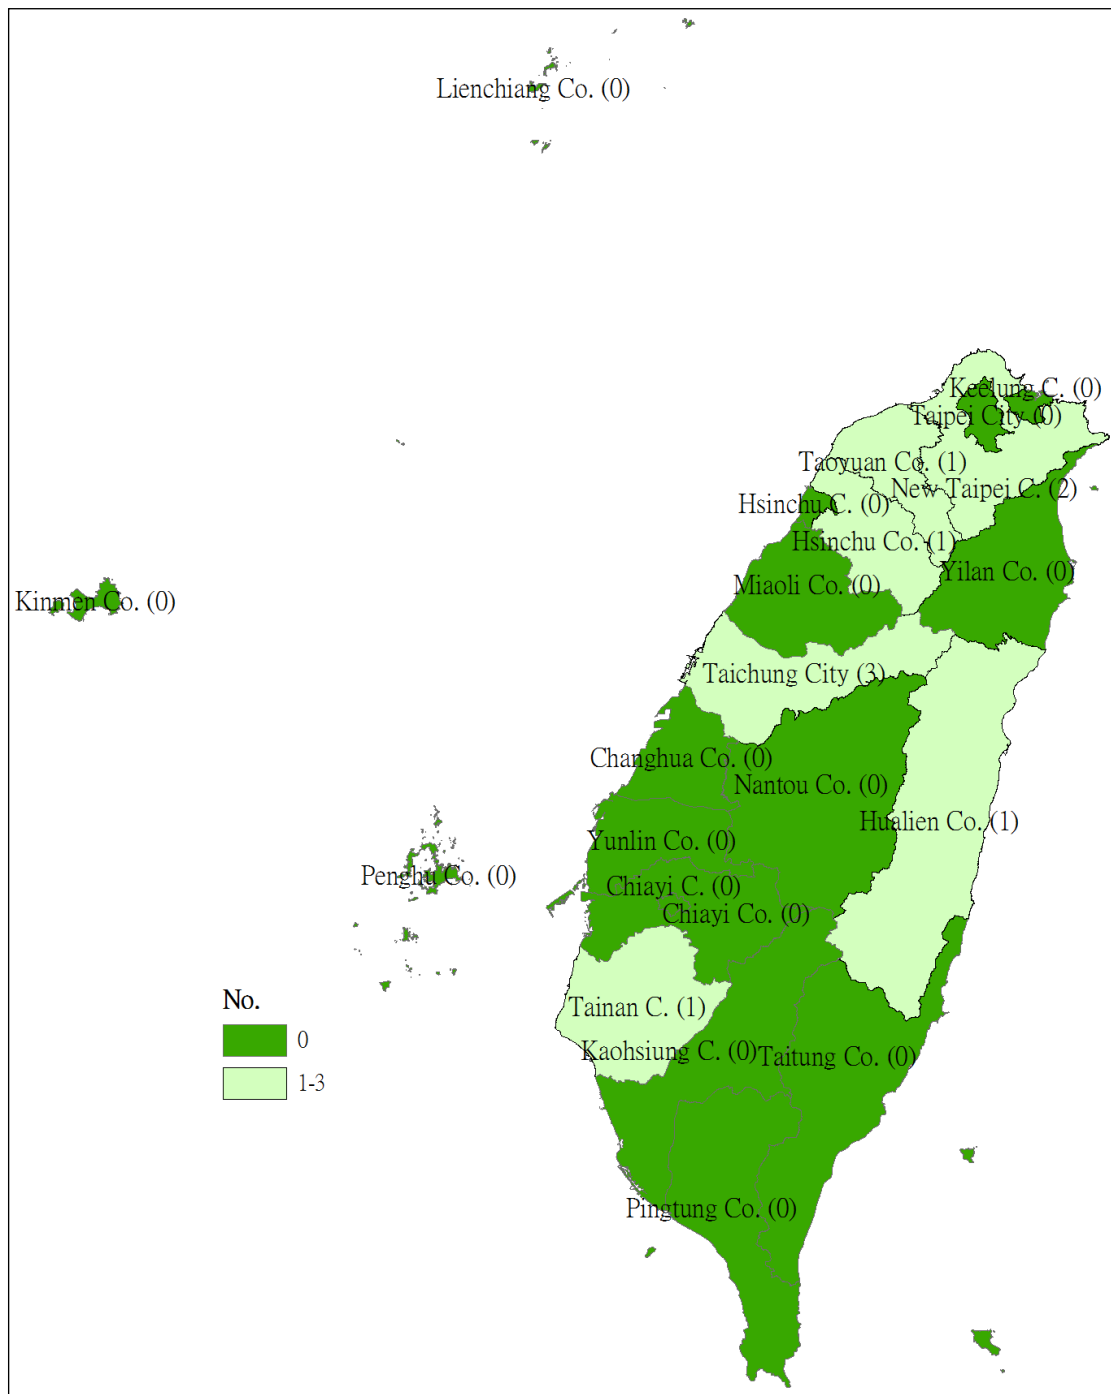 Lienchiang Co. (0)
Keelung C. (0)
Taipei City (0)
Taoyuan Co. (1)
New Taipei C. (2)
Hsinchu C. (0)
Hsinchu Co. (1)
Yilan Co. (0)
Miaoli Co. (0)
Kinmen Co. (0)
Taichung City (3)
Changhua Co. (0)
Nantou Co. (0)
Hualien Co. (1)
Yunlin Co. (0)
Penghu Co. (0)
Chiayi C. (0)
Chiayi Co. (0)
No.
0
1-3
Tainan C. (1)
Kaohsiung C. (0)
Taitung Co. (0)
Pingtung Co. (0)